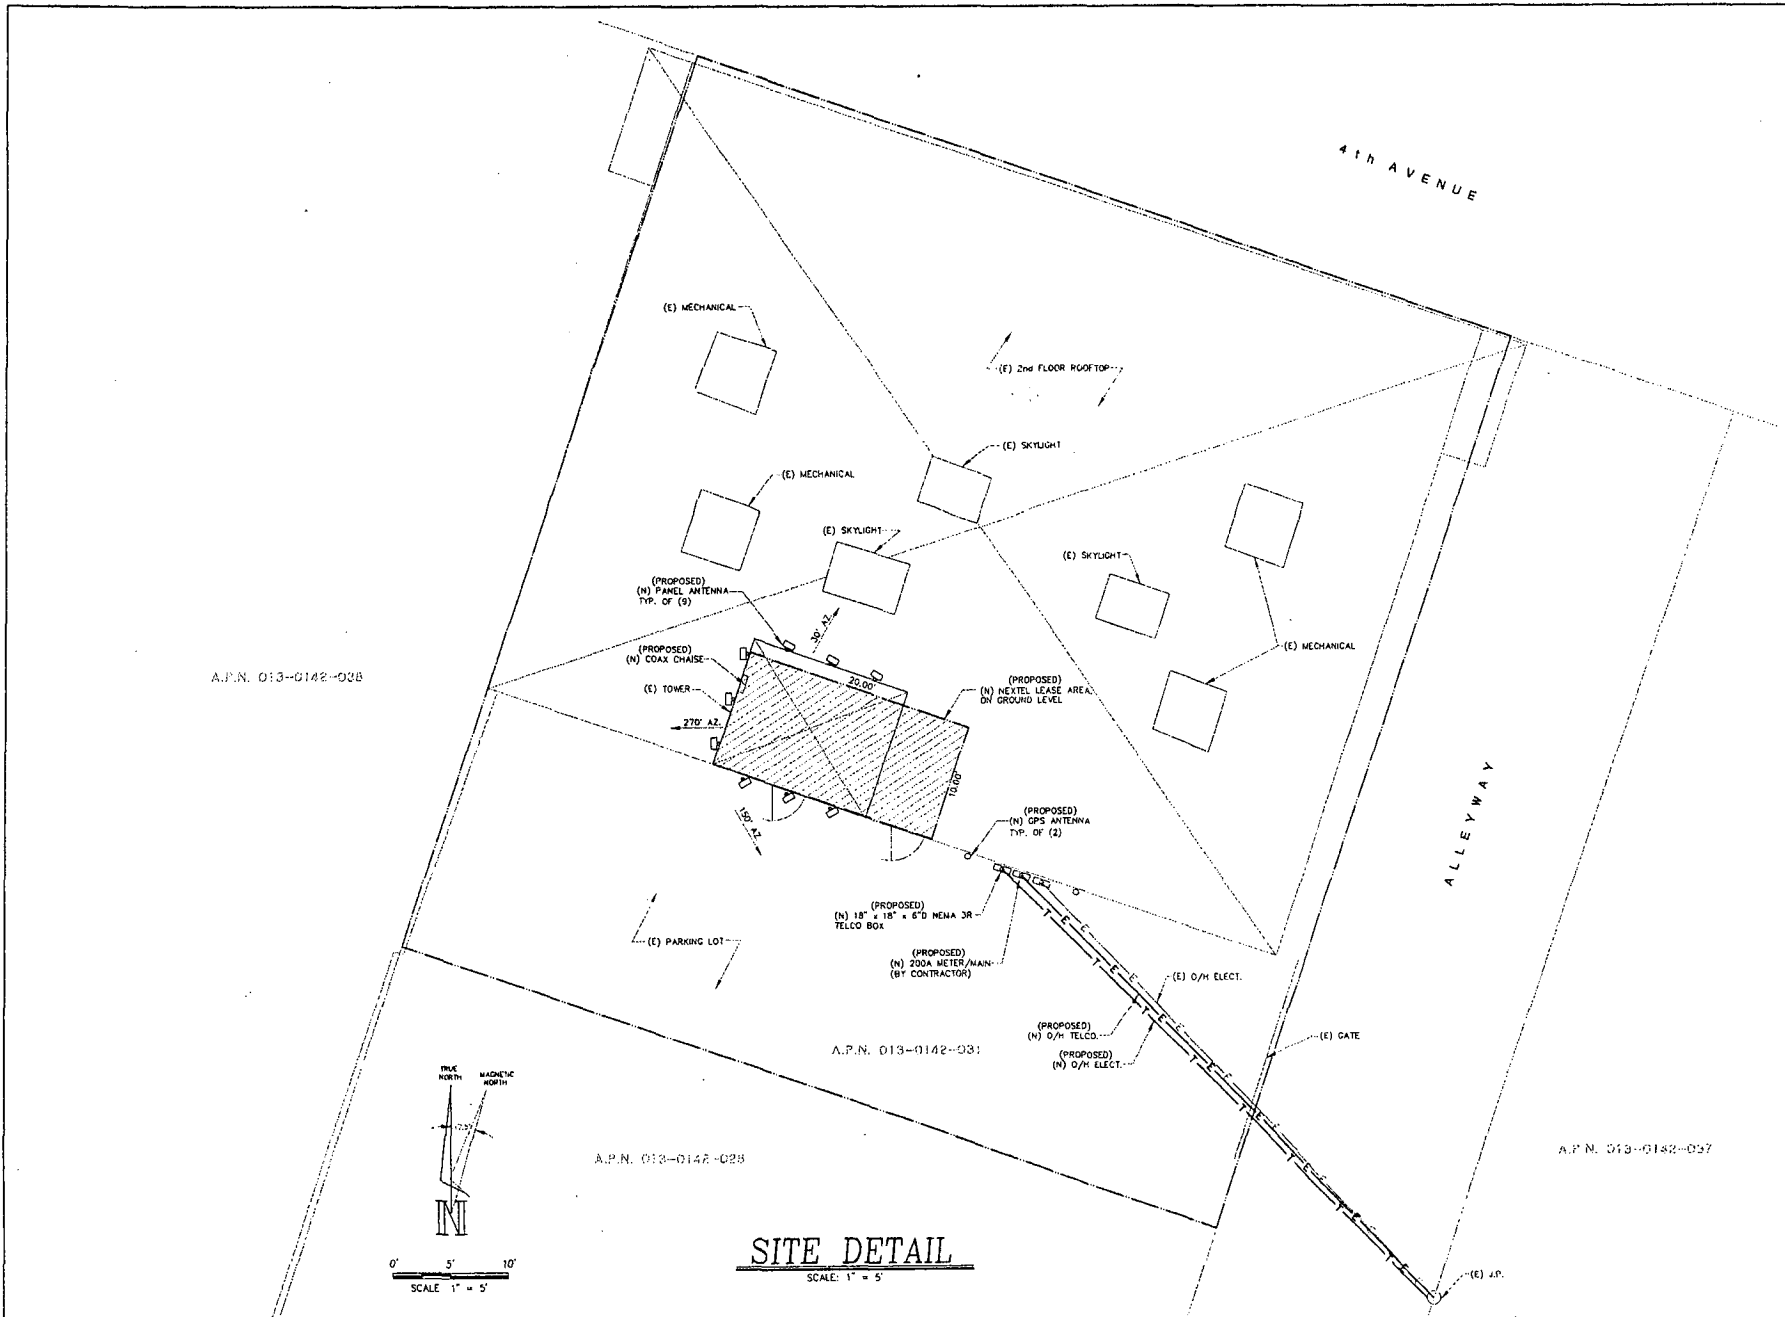 4th AVENUE
(E) MECHANICAL
(E) 2nd FLOOR ROOFTOP
(E) SKYLIGHT
(E) MECHANICAL
(E) SKYLIGHT
(E) SKYLIGHT
(PROPOSED)
(N) PANEL ANTENNA
TYP. OF (9)
30° AZ.
(E) MECHANICAL
(PROPOSED)
(N) COAX CHAISE
A.P.N. 013-0142-038
(E) TOWER
20.00'
(PROPOSED)
(N) NEXTEL LEASE AREA
ON GROUND LEVEL
270° AZ.
10.00'
ALLEYWAY
150° AZ.
(PROPOSED)
(N) GPS ANTENNA
TYP. OF (2)
(PROPOSED)
(N) 18" x 18" x 6"D NEMA 3R
TELCO BOX
(E) PARKING LOT
(PROPOSED)
(N) 200A METER/MAIN
(BY CONTRACTOR)
(E) O/H ELECT.
(PROPOSED)
(N) O/H TELCO.
(E) GATE
A.P.N. 013-0142-031
(PROPOSED)
(N) O/H ELECT.
TRUE
NORTH
MAGNETIC
NORTH
N
A.P.N. 013-0142-028
A.P.N. 013-0142-037
0' 5' 10'
SCALE 1" = 5'
SITE DETAIL
SCALE: 1" = 5'
(E) J.P.